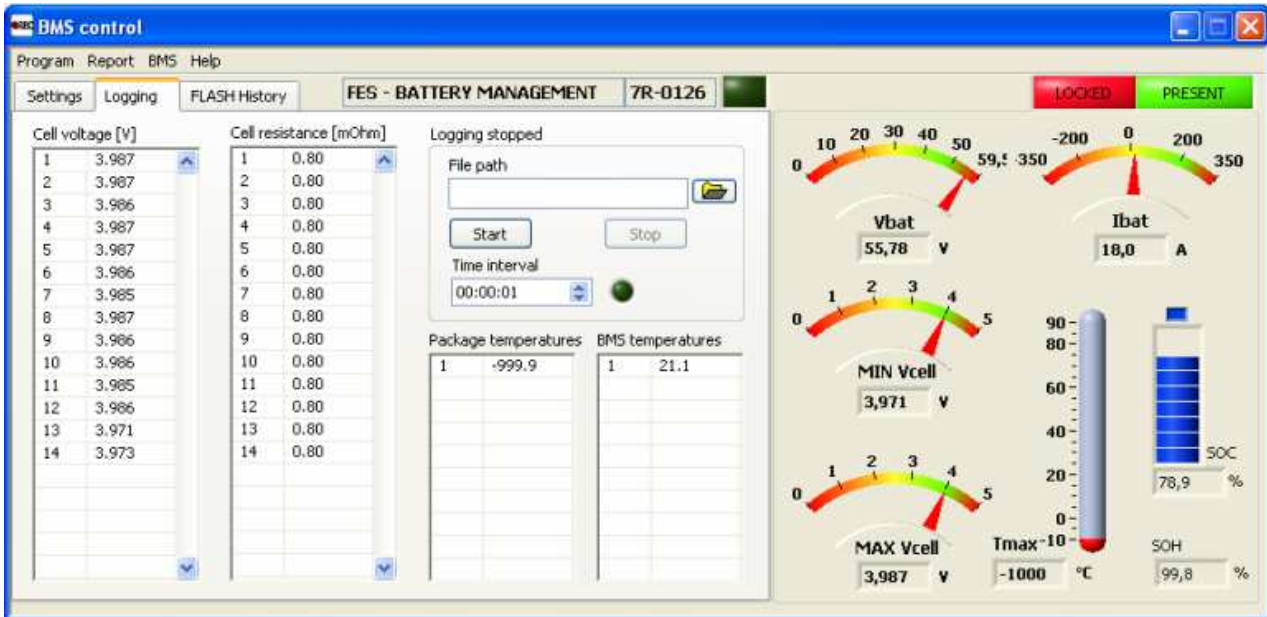 BMS control
Program Report BMS Help
Settings Logging FLASH History
FES - BATTERY MANAGEMENT 7R-0126
LOCKED PRESENT
Cell voltage [V]
1 3.987
2 3.987
3 3.986
4 3.987
5 3.987
6 3.986
7 3.985
8 3.987
9 3.986
10 3.986
11 3.985
12 3.986
13 3.971
14 3.973
Cell resistance [mOhm]
1 0.80
2 0.80
3 0.80
4 0.80
5 0.80
6 0.80
7 0.80
8 0.80
9 0.80
10 0.80
11 0.80
12 0.80
13 0.80
14 0.80
Logging stopped
File path
Start Stop
Time interval
00:00:01
Package temperatures
1 -999.9
BMS temperatures
1 21.1
0 10 20 30 40 50 59,5
Vbat
55,78 V
-350 -200 0 200 350
Ibat
18,0 A
0 1 2 3 4 5
MIN Vcell
3,971 V
0 1 2 3 4 5
MAX Vcell
3,987 V
90
80
60
40
20
0
-10
Tmax
-1000 °C
SOC
78,9 %
SOH
99,8 %